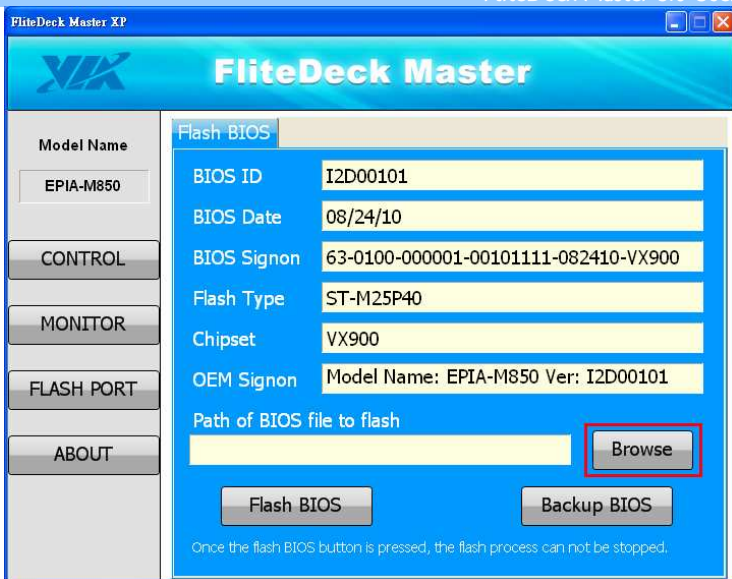 FliteDeck Master XP
VIA
FliteDeck Master
Model Name
EPIA-M850
CONTROL
MONITOR
FLASH PORT
ABOUT
Flash BIOS
BIOS ID
I2D00101
BIOS Date
08/24/10
BIOS Signon
63-0100-000001-00101111-082410-VX900
Flash Type
ST-M25P40
Chipset
VX900
OEM Signon
Model Name: EPIA-M850 Ver: I2D00101
Path of BIOS file to flash
Browse
Flash BIOS
Backup BIOS
Once the flash BIOS button is pressed, the flash process can not be stopped.